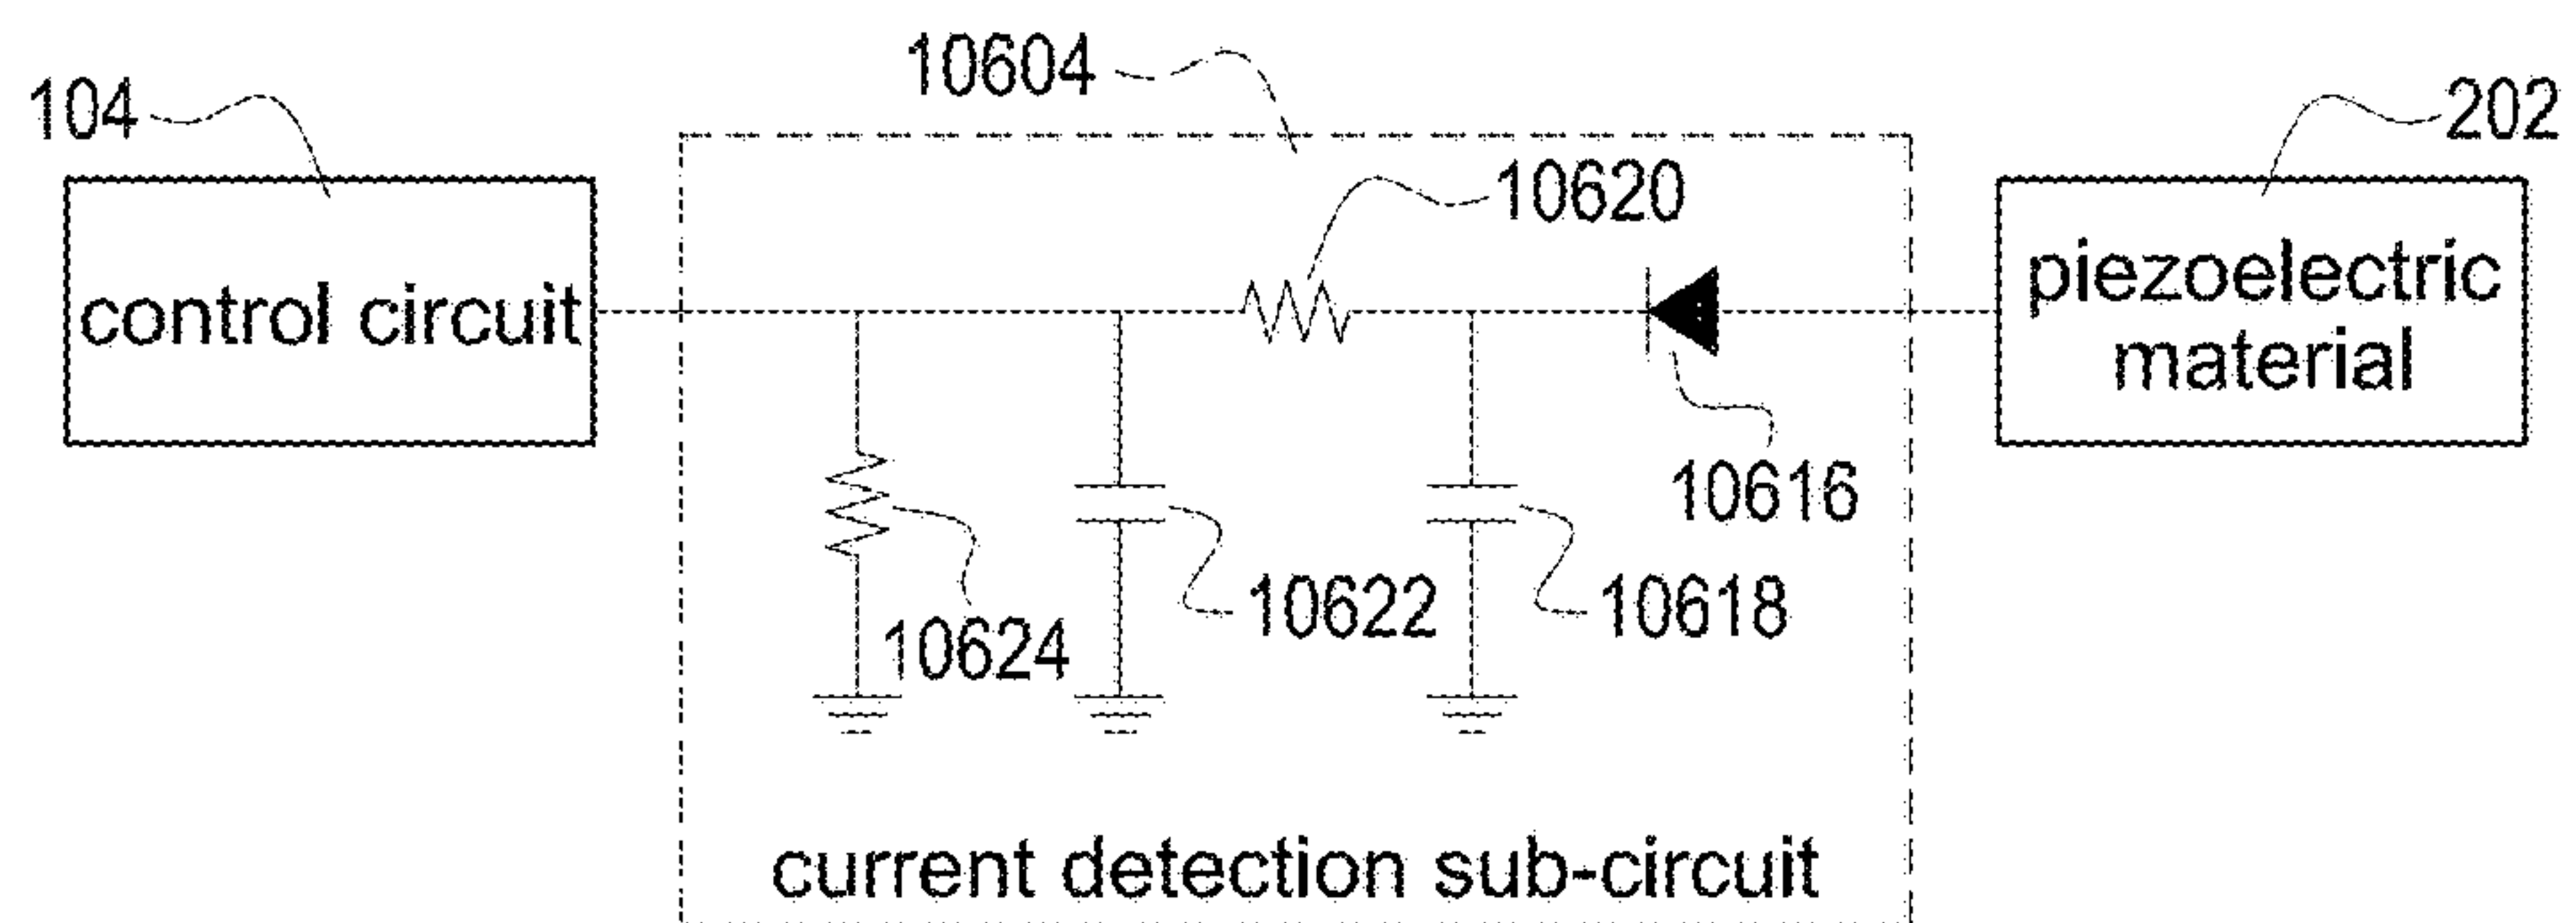 10604
104
202
10620
control circuit
piezoelectric
material
10616
10622
10618
10624
current detection sub-circuit